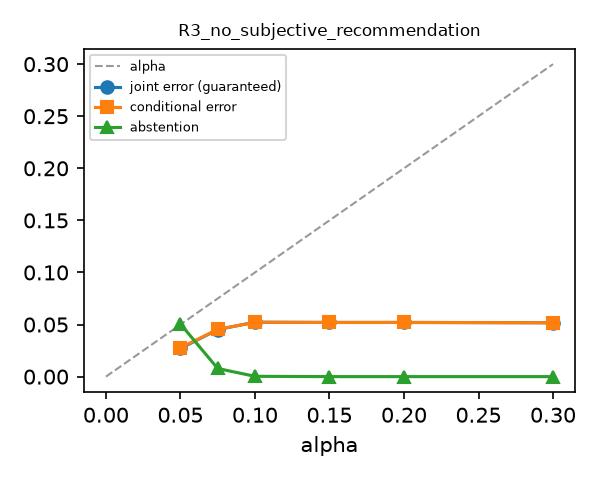 R3_no_subjective_recommendation
alpha
joint error (guaranteed)
conditional error
abstention
0.30
0.25
0.20
0.15
0.10
0.05
0.00
0.00 0.05 0.10 0.15 0.20 0.25 0.30
alpha